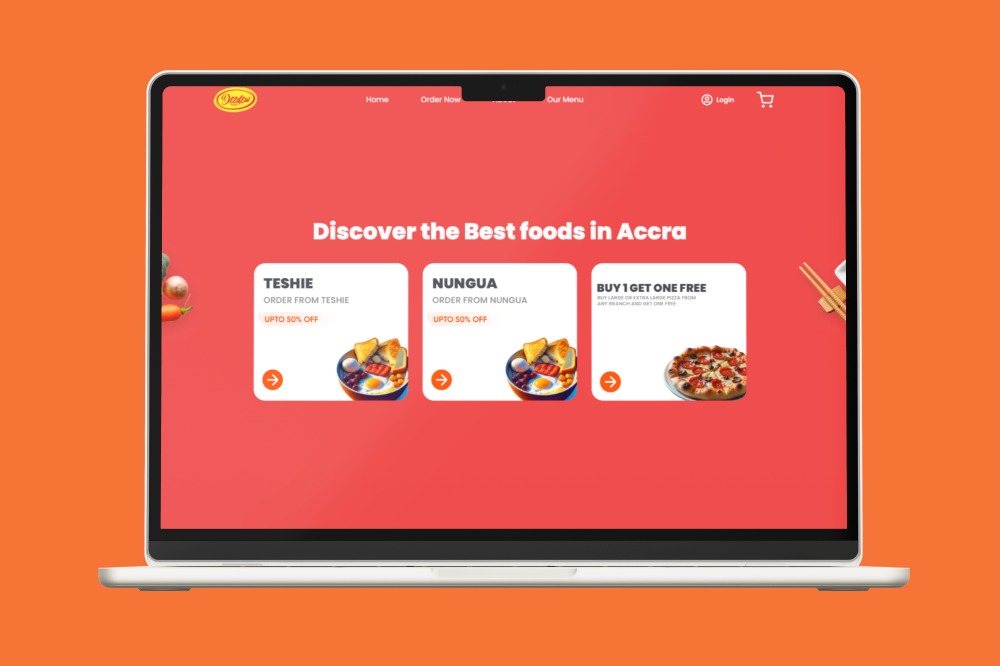 Home
Order Now
Our Menu
Login
Discover the Best foods in Accra
TESHIE
ORDER FROM TESHIE
UPTO 50% OFF
NUNGUA
ORDER FROM NUNGUA
UPTO 50% OFF
BUY 1 GET ONE FREE
BUY LARGE OR EXTRA LARGE PIZZA FROM
ANY BRANCH AND GET ONE FREE